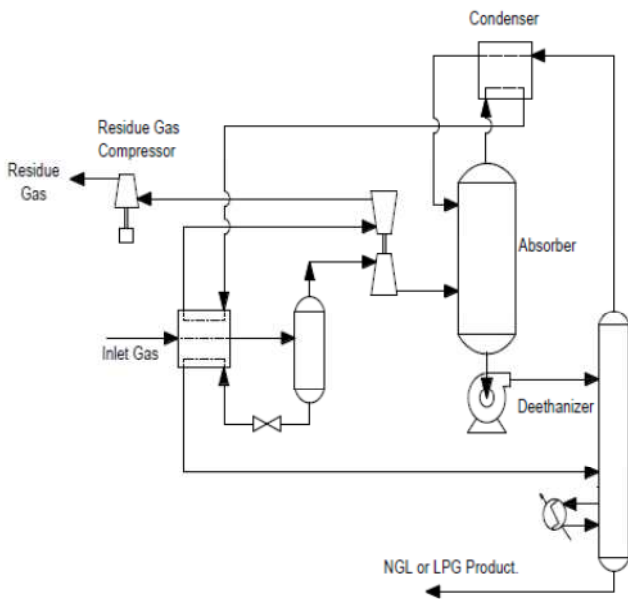 Condenser
Residue Gas
Compressor
Residue
Gas
Absorber
Inlet Gas
Deethanizer
NGL or LPG Product.